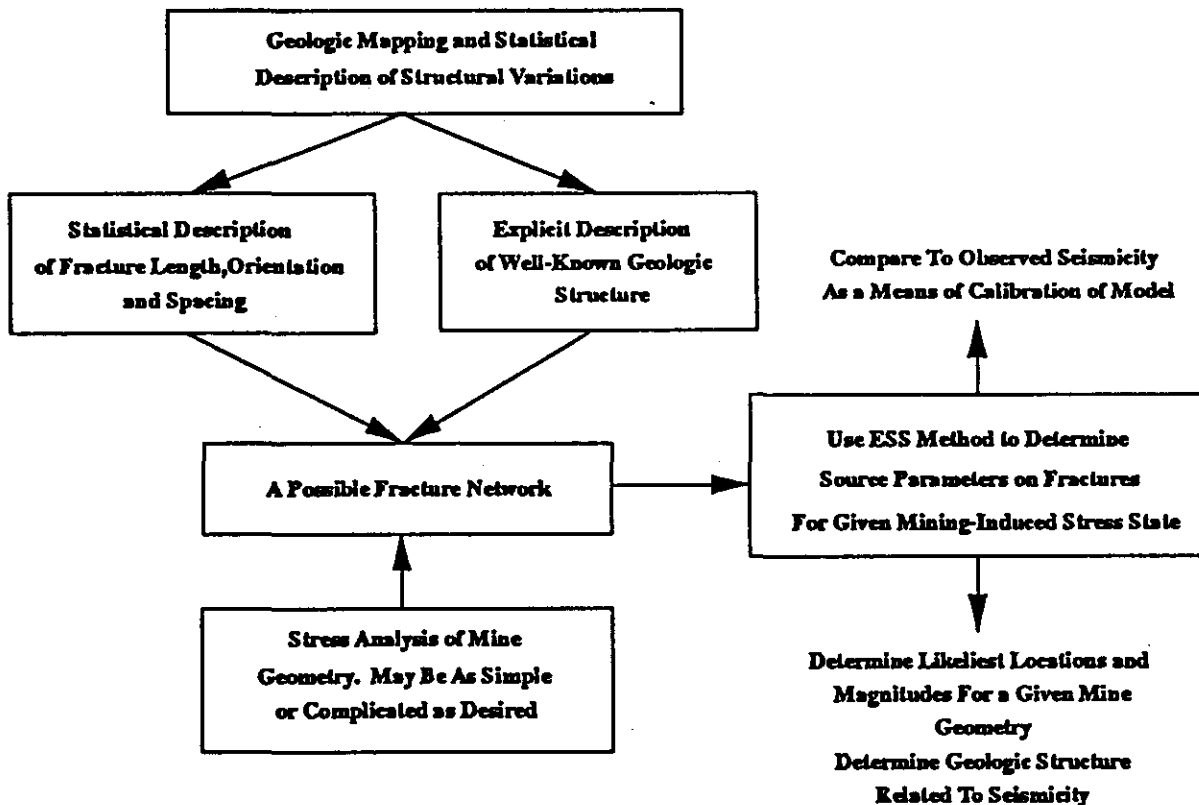 Geologic Mapping and Statistical
Description of Structural Variations
Statistical Description
of Fracture Length,Orientation
and Spacing
Explicit Description
of Well-Known Geologic
Structure
Compare To Observed Seismicity
As a Means of Calibration of Model
A Possible Fracture Network
Use ESS Method to Determine
Source Parameters on Fractures
For Given Mining-Induced Stress State
Stress Analysis of Mine
Geometry. May Be As Simple
or Complicated as Desired
Determine Likeliest Locations and
Magnitudes For a Given Mine
Geometry
Determine Geologic Structure
Related To Seismicity